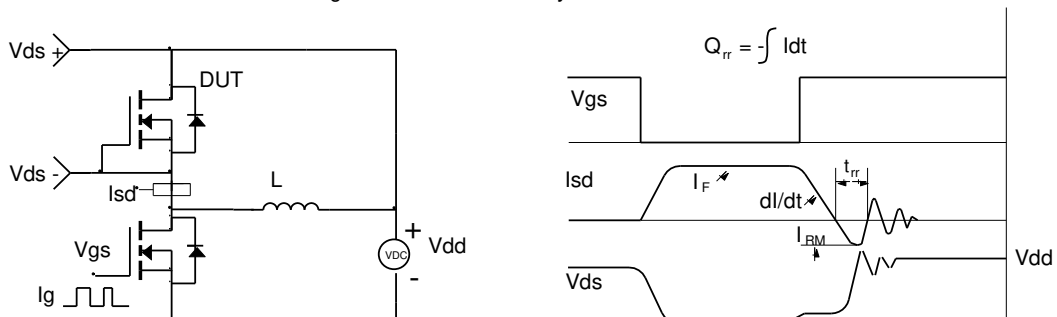 Vds +
DUT
Vds -
Isd
L
Vgs
Ig
+
VDC
-
Vdd
Qrr = -∫ Idt
Vgs
Isd
IF
dI/dt
trr
IRM
Vdd
Vds